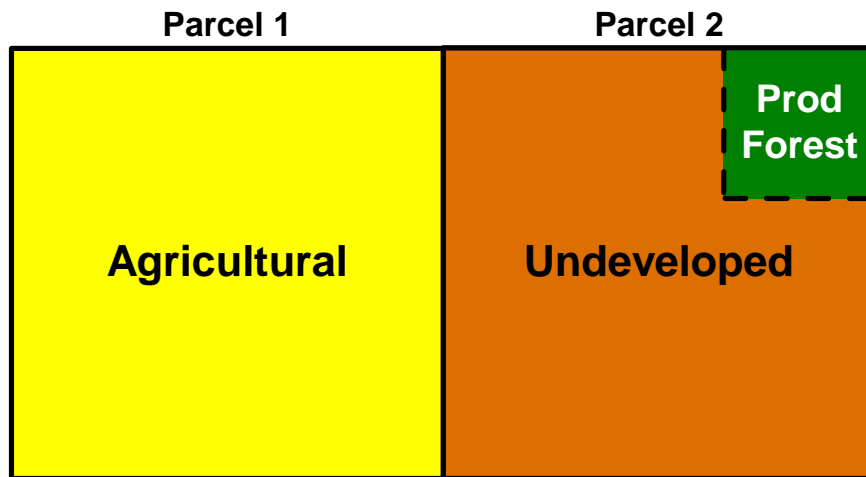 Parcel 1
Parcel 2
Prod
Forest
Agricultural
Undeveloped